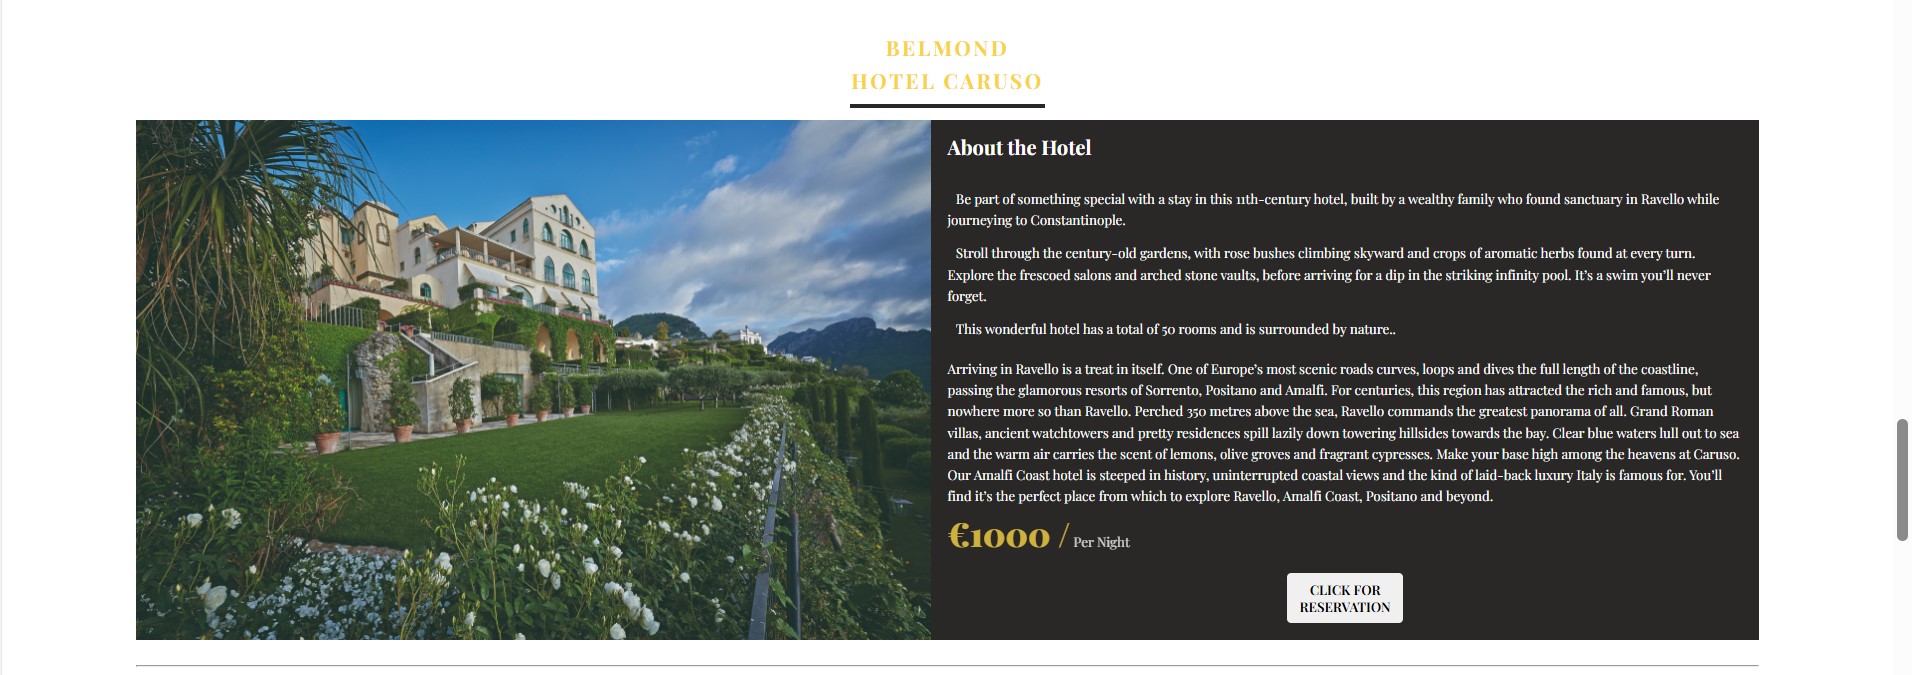 BELMOND
HOTEL CARUSO
About the Hotel
Be part of something special with a stay in this 11th-century hotel, built by a wealthy family who found sanctuary in Ravello while
journeying to Constantinople.
Stroll through the century-old gardens, with rose bushes climbing skyward and crops of aromatic herbs found at every turn.
Explore the frescoed salons and arched stone vaults, before arriving for a dip in the striking infinity pool. It’s a swim you’ll never
forget.
This wonderful hotel has a total of 50 rooms and is surrounded by nature..
Arriving in Ravello is a treat in itself. One of Europe’s most scenic roads curves, loops and dives the full length of the coastline,
passing the glamorous resorts of Sorrento, Positano and Amalfi. For centuries, this region has attracted the rich and famous, but
nowhere more so than Ravello. Perched 350 metres above the sea, Ravello commands the greatest panorama of all. Grand Roman
villas, ancient watchtowers and pretty residences spill lazily down towering hillsides towards the bay. Clear blue waters lull out to sea
and the warm air carries the scent of lemons, olive groves and fragrant cypresses. Make your base high among the heavens at Caruso.
Our Amalfi Coast hotel is steeped in history, uninterrupted coastal views and the kind of laid-back luxury Italy is famous for. You’ll
find it’s the perfect place from which to explore Ravello, Amalfi Coast, Positano and beyond.
€1000 / Per Night
CLICK FOR
RESERVATION